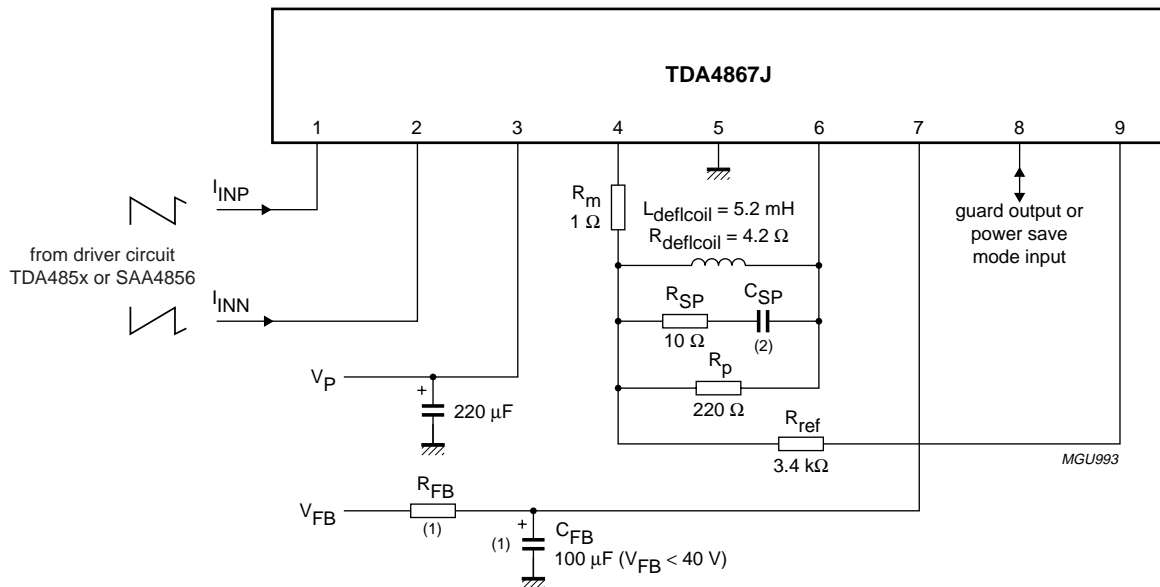 TDA4867J
1 2 3 4 5 6 7 8 9
I_INP
from driver circuit
TDA485x or SAA4856
I_INN
R_m
1 Ω
L_deflcoil = 5.2 mH
R_deflcoil = 4.2 Ω
guard output or
power save
mode input
R_SP
10 Ω
C_SP
(2)
R_p
220 Ω
V_P
+
220 μF
R_ref
3.4 kΩ
MGU993
V_FB
R_FB
(1)
+
(1)
C_FB
100 μF (V_FB < 40 V)